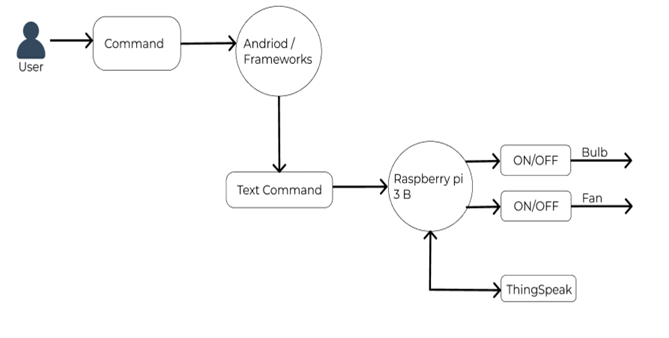 User
Command
Andriod /
Frameworks
Text Command
Raspberry pi
3 B
ON/OFF
Bulb
ON/OFF
Fan
ThingSpeak